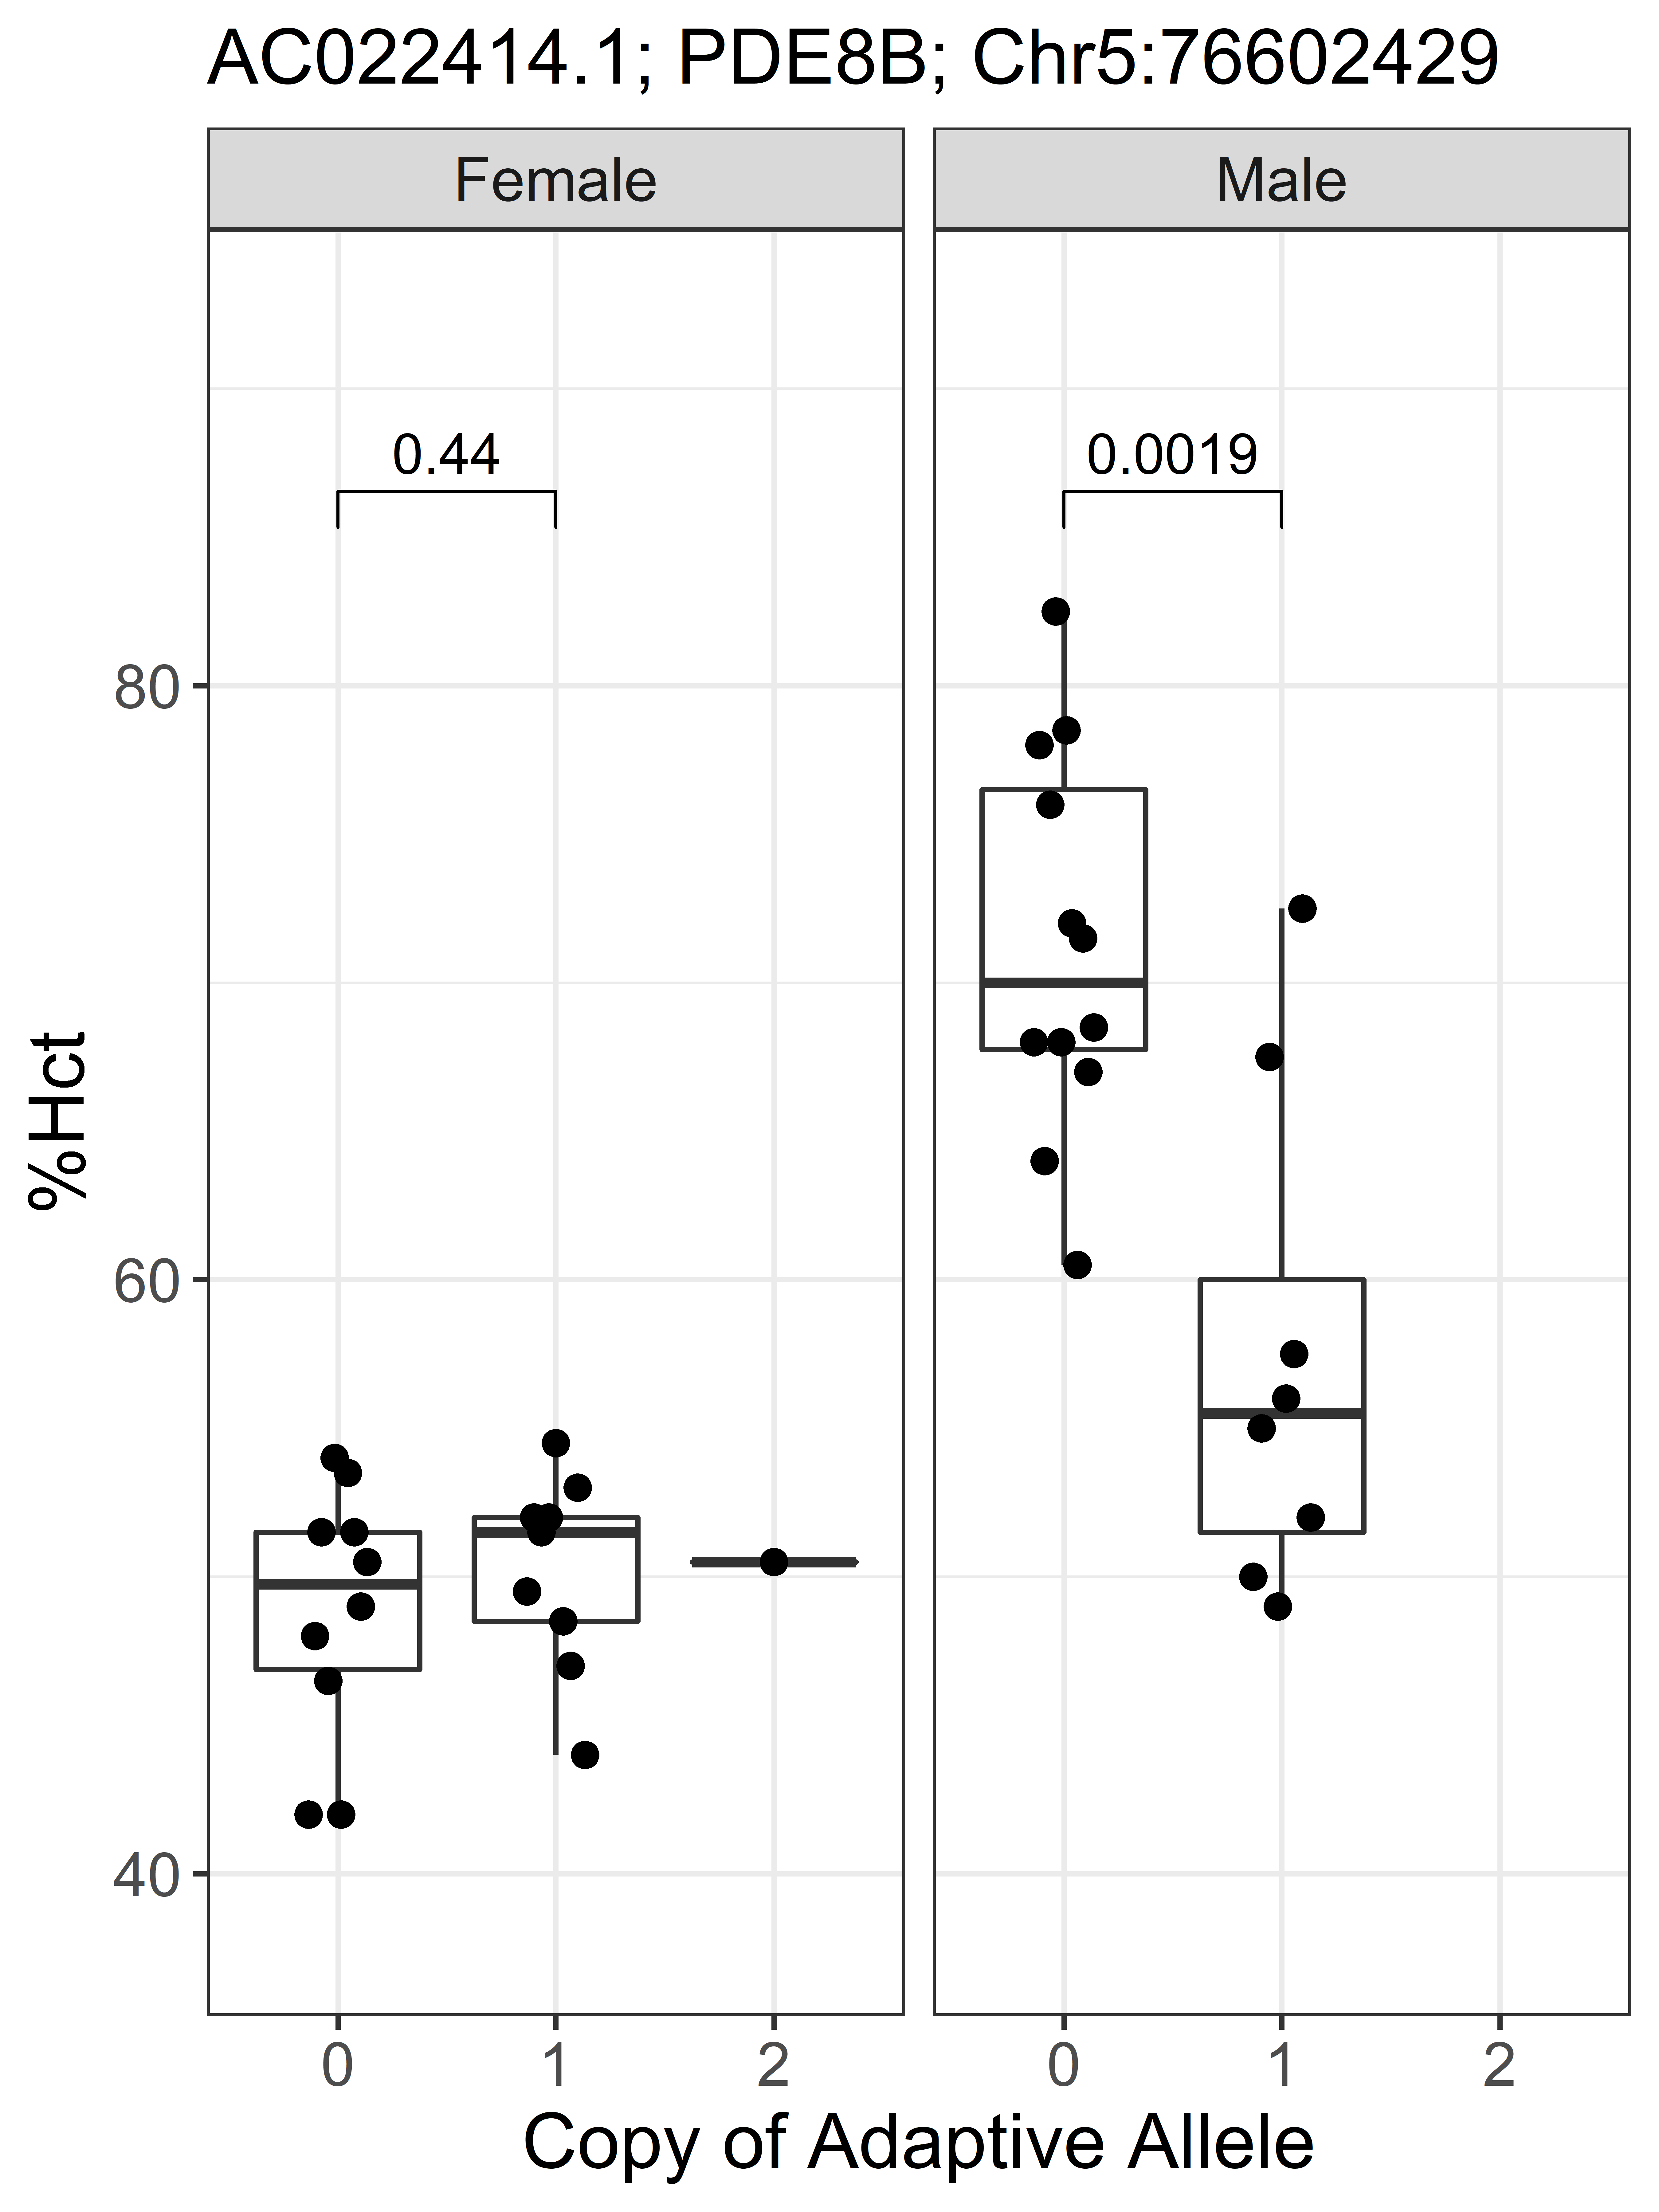 AC022414.1; PDE8B; Chr5:76602429
Female
Male
0.44
0.0019
80
60
40
%Hct
0
1
2
0
1
2
Copy of Adaptive Allele